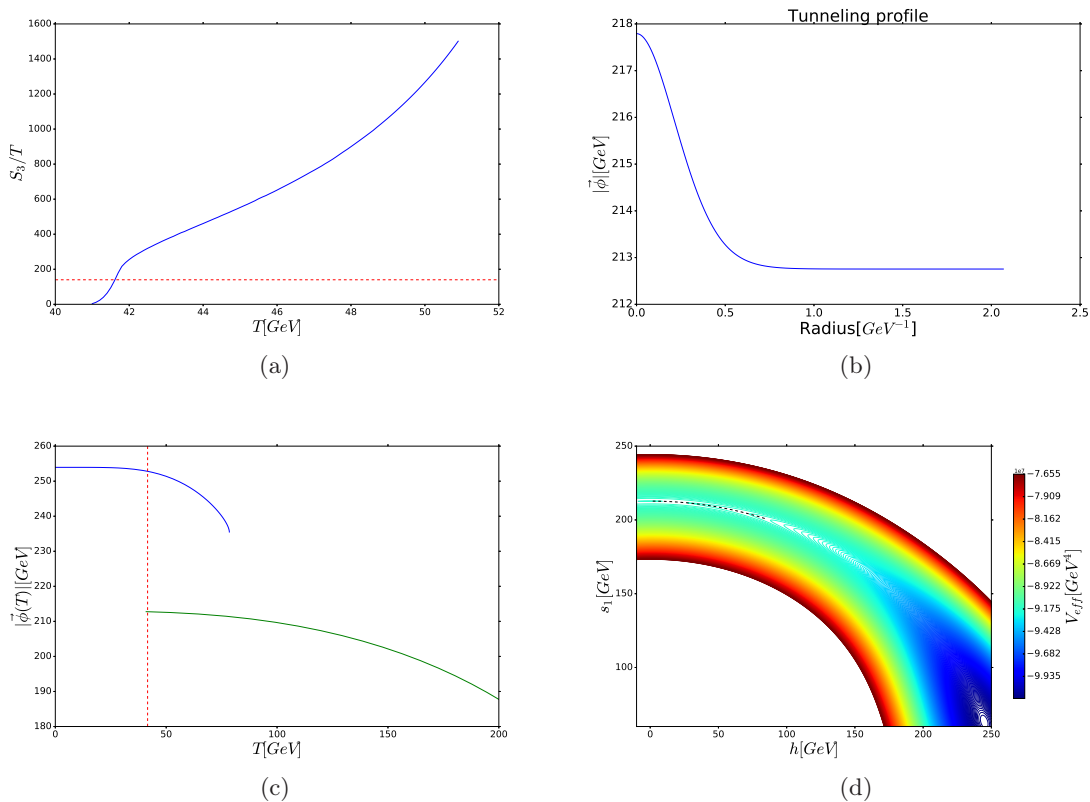 1600
1400
1200
1000
800
600
400
200
0
S₃/T
40 42 44 46 48 50 52
T[GeV]
(a)
Tunneling profile
218
217
216
215
214
213
212
|ϕ⃗|[GeV]
0.0 0.5 1.0 1.5 2.0 2.5
Radius[GeV⁻¹]
(b)
260
250
240
230
220
210
200
190
180
|ϕ⃗(T)|[GeV]
0 50 100 150 200
T[GeV]
(c)
250
200
150
100
s₁[GeV]
0 50 100 150 200 250
h[GeV]
1e7
−7.655
−7.909
−8.162
−8.415
−8.669
−8.922
−9.175
−9.428
−9.682
−9.935
V_eff[GeV⁴]
(d)